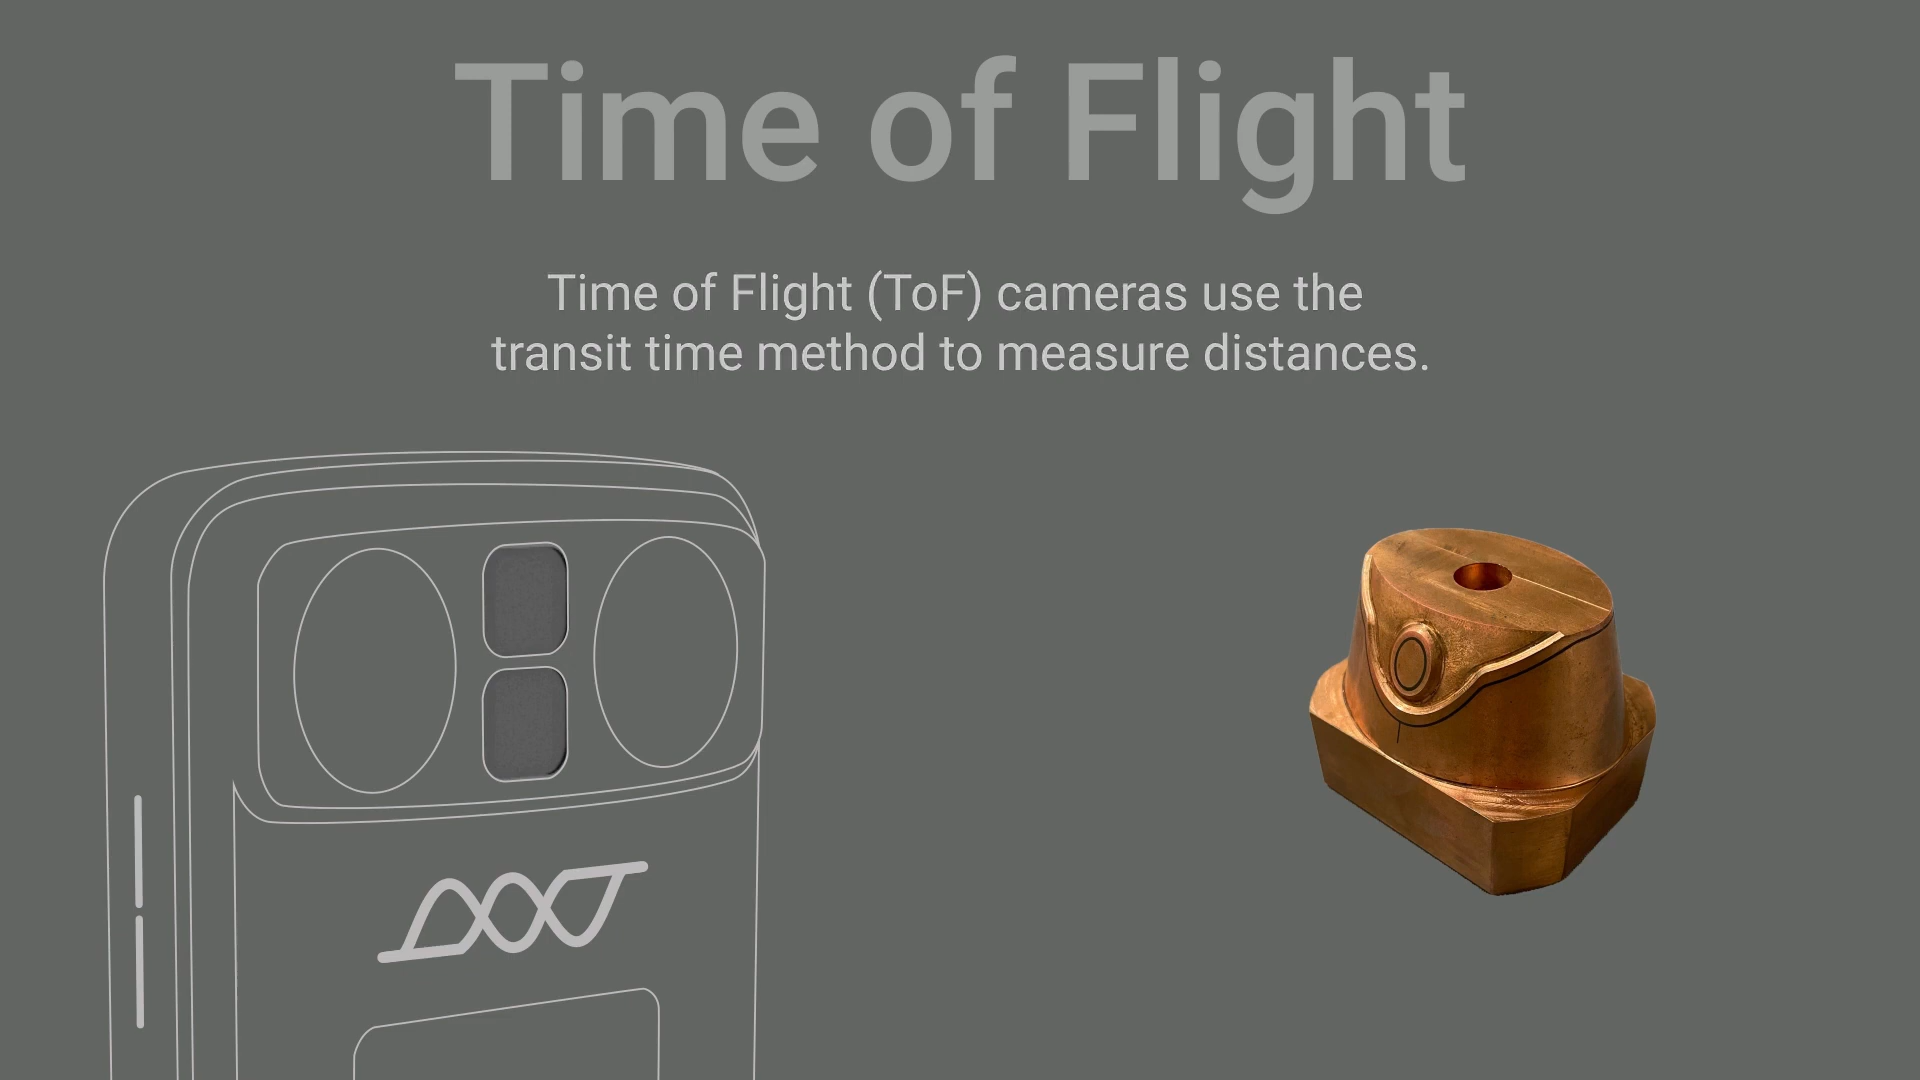 Time of Flight
Time of Flight (ToF) cameras use the
transit time method to measure distances.